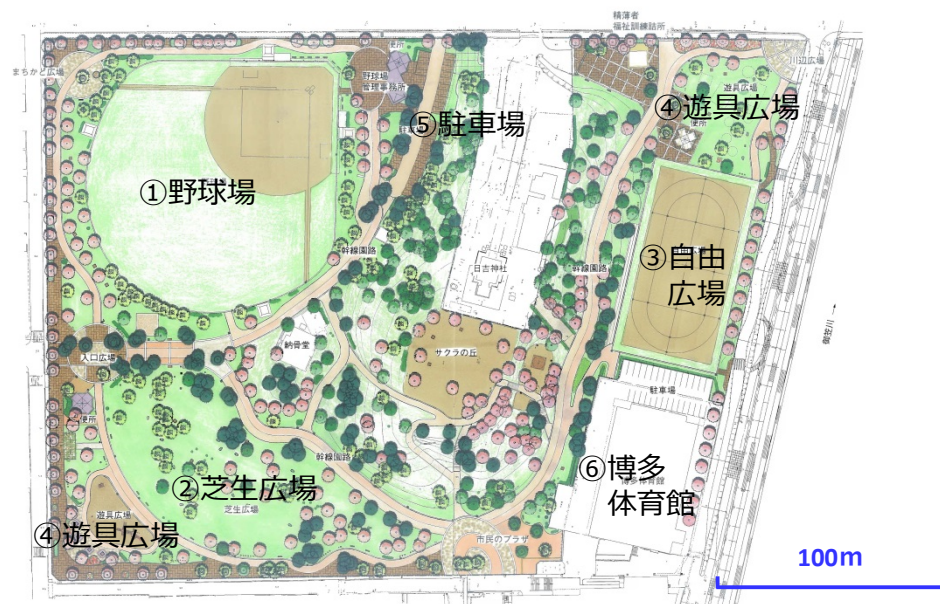 便所
まちかど広場
野球場
管理事務所
①野球場
⑤駐車場
福祉訓練詰所
川辺広場
遊具広場
④遊具広場
便所
幹線園路
日吉神社
幹線園路
③自由
広場
御笠川
納骨堂
サクラの丘
入口広場
駐車場
便所
幹線園路
②芝生広場
芝生広場
⑥博多
体育館
博多体育館
遊具広場
④遊具広場
市民のプラザ
100m